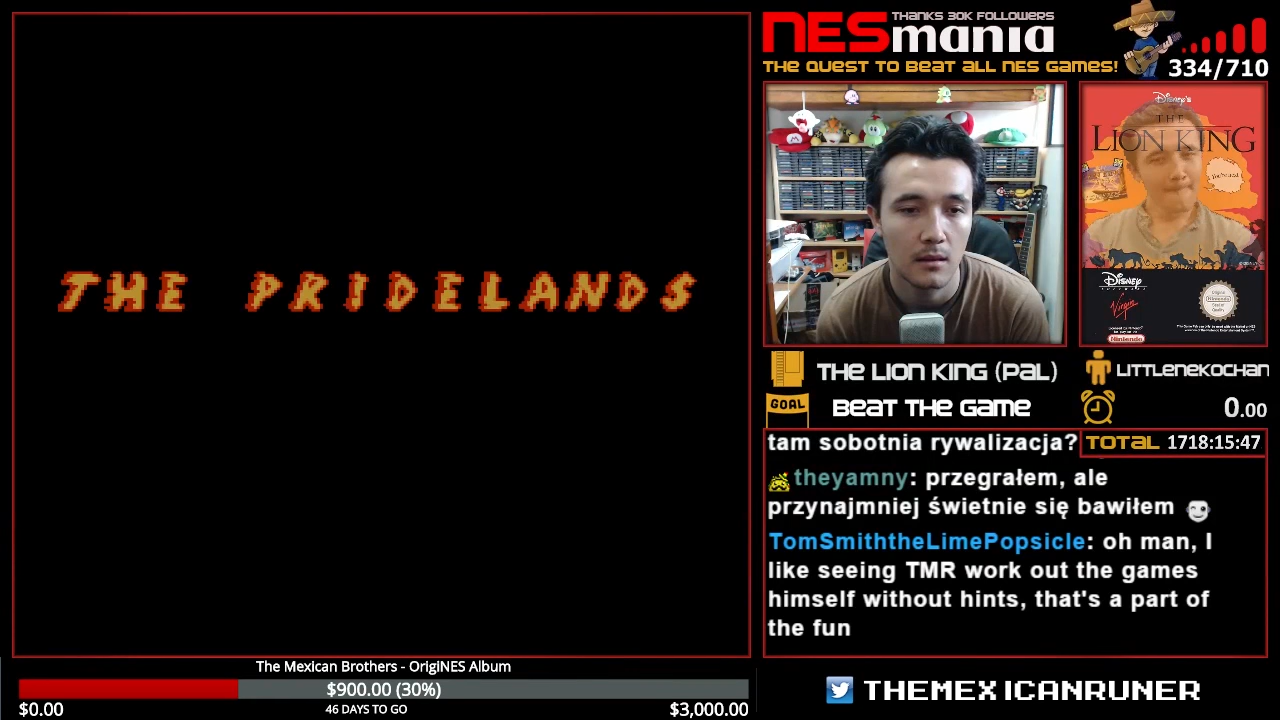 THE PRIDELANDS
THANKS 30K FOLLOWERS
NESmania
THE QUEST TO BEAT ALL NES GAMES!
334/710
Disney's
THE
LION KING
Disney
Virgin
Nintendo
THE LION KING (PAL)
LITTLENEKOCHAN
GOAL
BEAT THE GAME
0.00
tam sobotnia rywalizacja?
TOTAL 1718:15:47
theyamny: przegrałem, ale
przynajmniej świetnie się bawiłem
TomSmiththeLimePopsicle: oh man, I
like seeing TMR work out the games
himself without hints, that's a part of
the fun
The Mexican Brothers - OrigiNES Album
$900.00 (30%)
$0.00
46 DAYS TO GO
$3,000.00
THEMEXICANRUNER